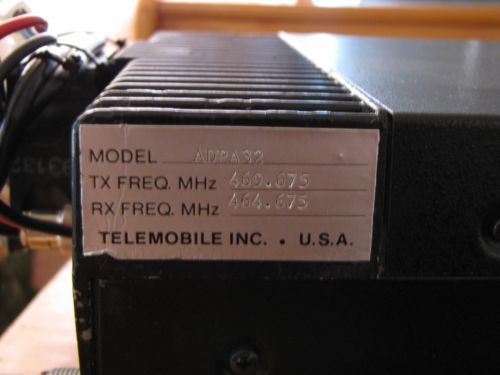 MODEL ADPA32
TX FREQ. MHz 469.675
RX FREQ. MHz 464.675
TELEMOBILE INC. • U.S.A.